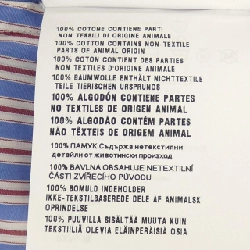 100% COTONE CONTIENE PARTI
NON TESSILI DI ORIGINE ANIMALE
100% COTTON CONTAINS NON TEXTILE
PARTS OF ANIMAL ORIGIN
100% COTON CONTIENT DES PARTIES
NON TEXTILES D'ORIGINE ANIMALE
100% BAUMWOLLE ENTHÄLT NICHTTEXTILE
TEILE TIERISCHEN URSPRUNGS
100% ALGODÓN CONTIENE PARTES
NO TEXTILES DE ORIGEN ANIMAL
100% ALGODÃO CONTÉM PARTES
NÃO TÊXTEIS DE ORIGEM ANIMAL
100% ПАМУК Съдържа нетекстилни
детайли от животински произход
100% BAVLNA OBSAHUJE NETEXTILNÍ
ČÁSTI ZVÍŘECÍHO PŮVODU
100% BOMULD INDEHOLDER
IKKE-TEKSTILBASEREDE DELE AF ANIMALSK
OPRINDELSE
100% PUUVILLA SISÄLTÄÄ MUUTA KUIN
TEKSTIILIÄ OLEVIA ELÄINPERÄISIÄ OSIA